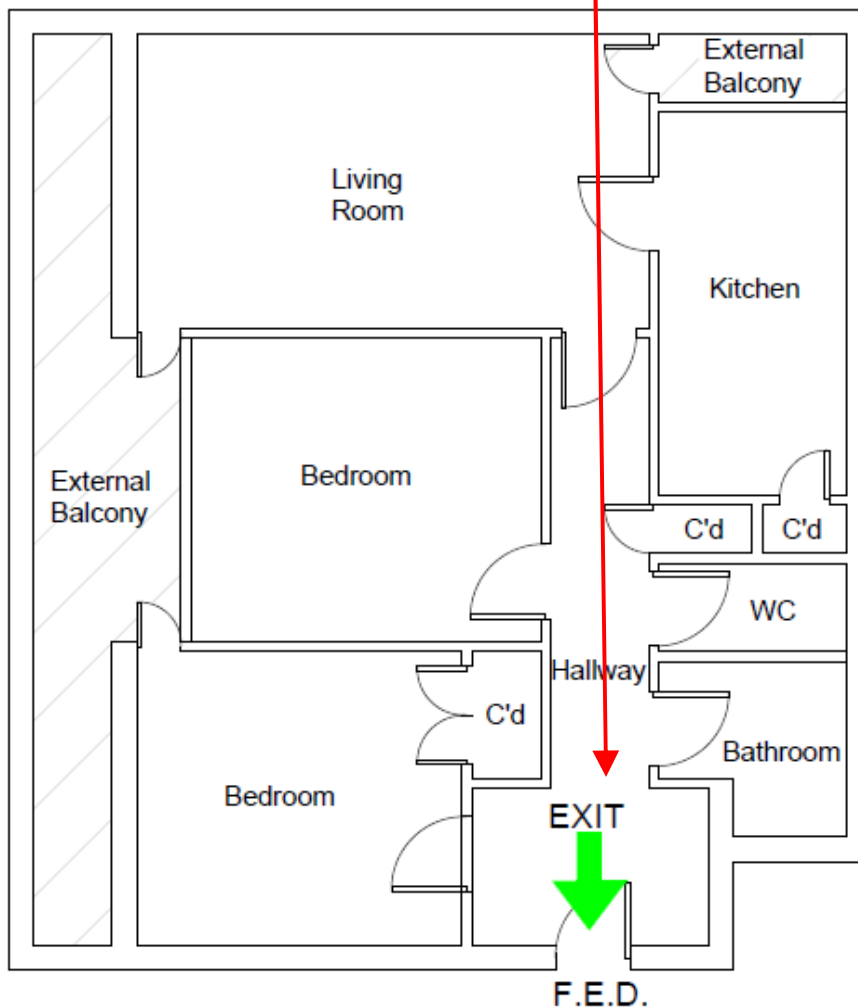 External
Balcony
Living
Room
Kitchen
External
Balcony
Bedroom
C'd
C'd
WC
Hallway
C'd
Bathroom
Bedroom
EXIT
F.E.D.